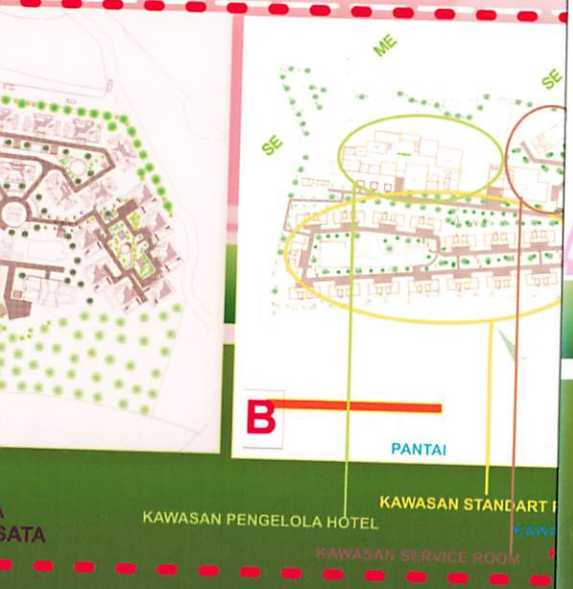 ME
SE
SE
B
PANTAI
KAWASAN STANDART
SATA
KAWASAN PENGELOLA HOTEL
KAWASAN SERVICE ROOM